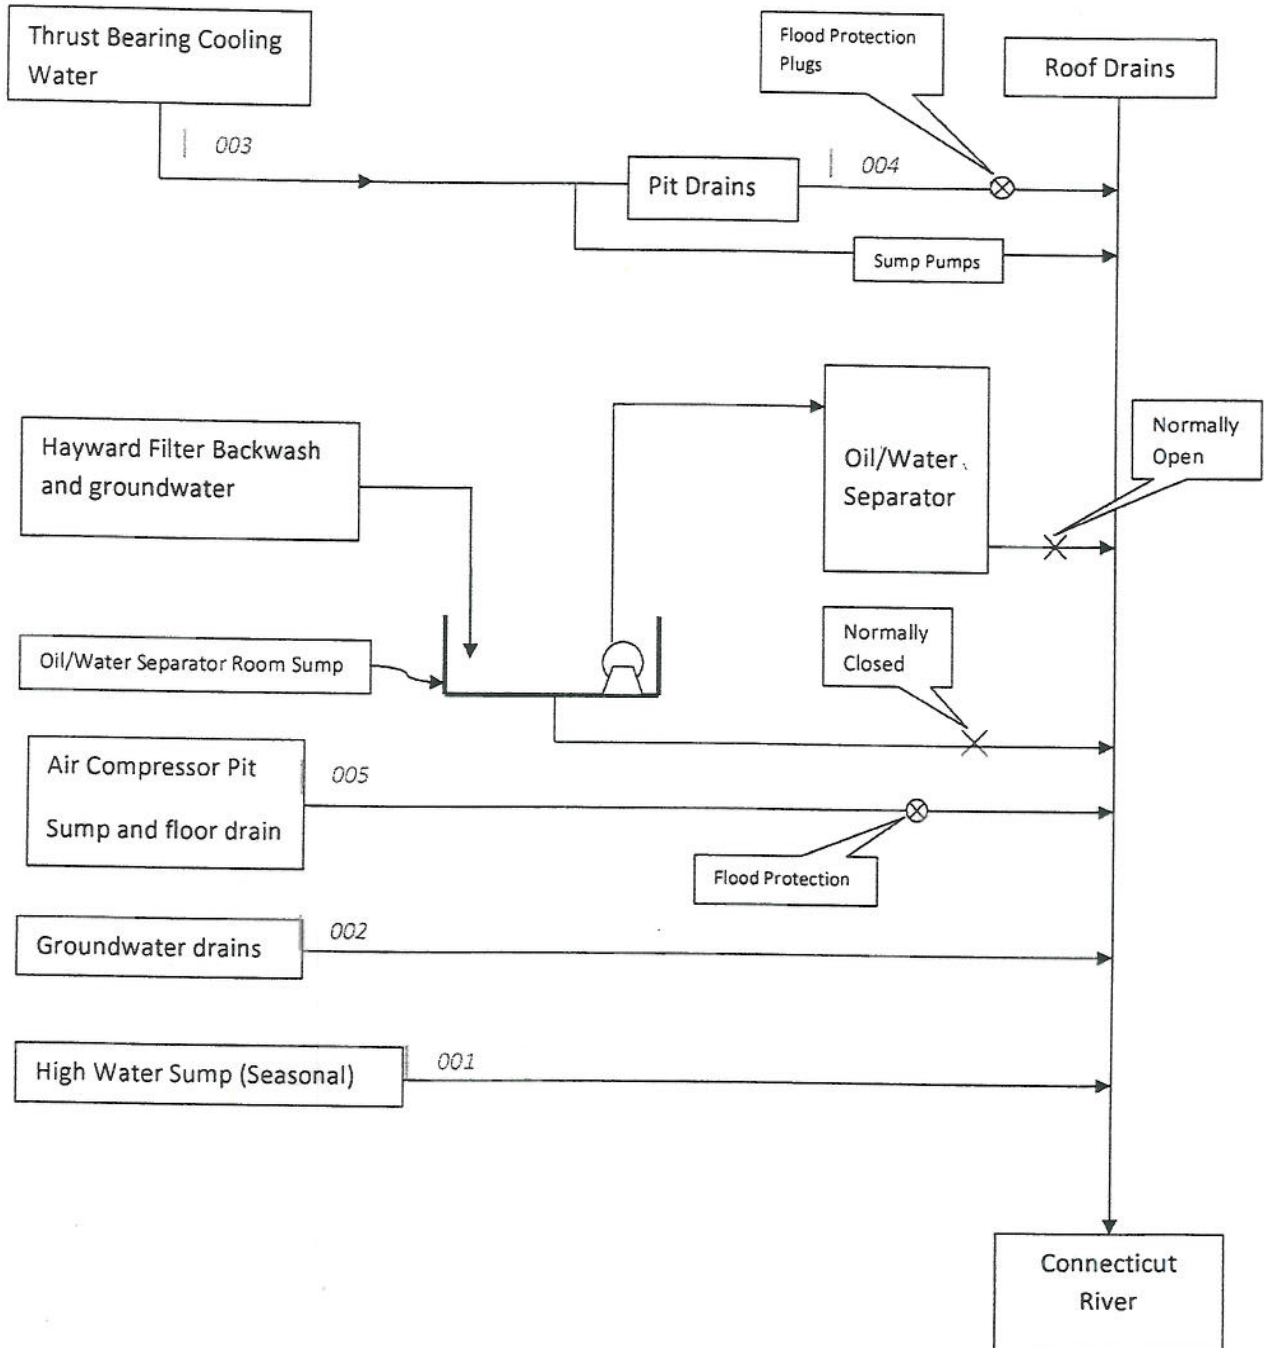 Thrust Bearing Cooling
Water
Flood Protection
Plugs
Roof Drains
003
Pit Drains
004
Sump Pumps
Hayward Filter Backwash
and groundwater
Oil/Water
Separator
Normally
Open
Oil/Water Separator Room Sump
Normally
Closed
Air Compressor Pit
Sump and floor drain
005
Flood Protection
Groundwater drains
002
High Water Sump (Seasonal)
001
Connecticut
River